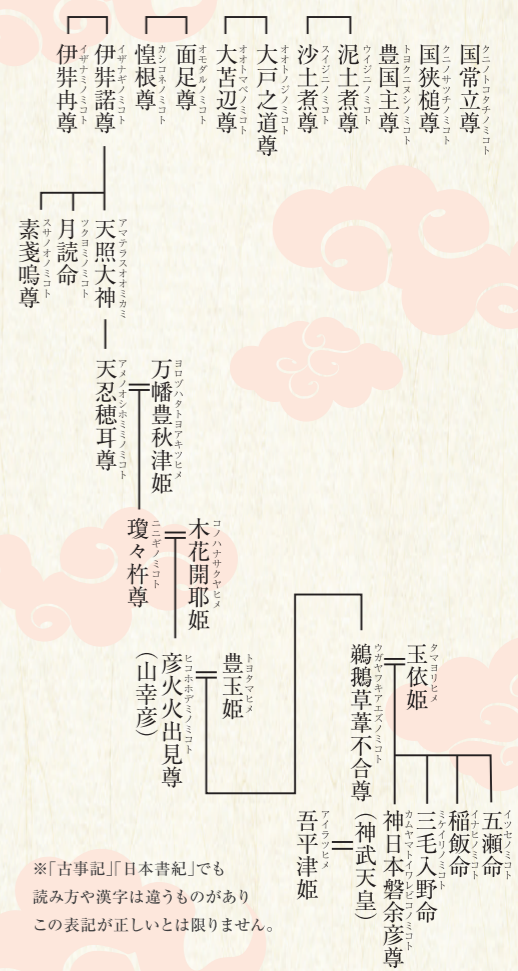 国常立尊
クニノトコタチノミコト
国狭槌尊
クニノサツチノミコト
豊国主尊
トヨクニヌシノミコト
泥土煮尊
ウイジニノミコト
沙土煮尊
スイジニノミコト
大戸之道尊
オオトノジノミコト
大苫辺尊
オオトマベノミコト
面足尊
オモダルノミコト
惶根尊
カシコネノミコト
伊弉諾尊
イザナギノミコト
伊弉冉尊
イザナミノミコト
天照大神
アマテラスオオミカミ
月読命
ツクヨミノミコト
素戔嗚尊
スサノオノミコト
万幡豊秋津姫
ヨロヅハタトヨアキツヒメ
天忍穂耳尊
アメノオシホミミノミコト
木花開耶姫
コノハナサクヤヒメ
瓊々杵尊
ニニギノミコト
豊玉姫
トヨタマヒメ
彦火火出見尊
ヒコホホデミノミコト
（山幸彦）
玉依姫
タマヨリヒメ
鵜鵝草葺不合尊
ウガヤフキアエズノミコト
五瀬命
イツセノミコト
稲飯命
イナヒノミコト
三毛入野命
ミケイリノミコト
神日本磐余彦尊
カムヤマトイワレビコノミコト
（神武天皇）
吾平津姫
アイラツヒメ
※「古事記」「日本書紀」でも
読み方や漢字は違うものがあり
この表記が正しいとは限りません。